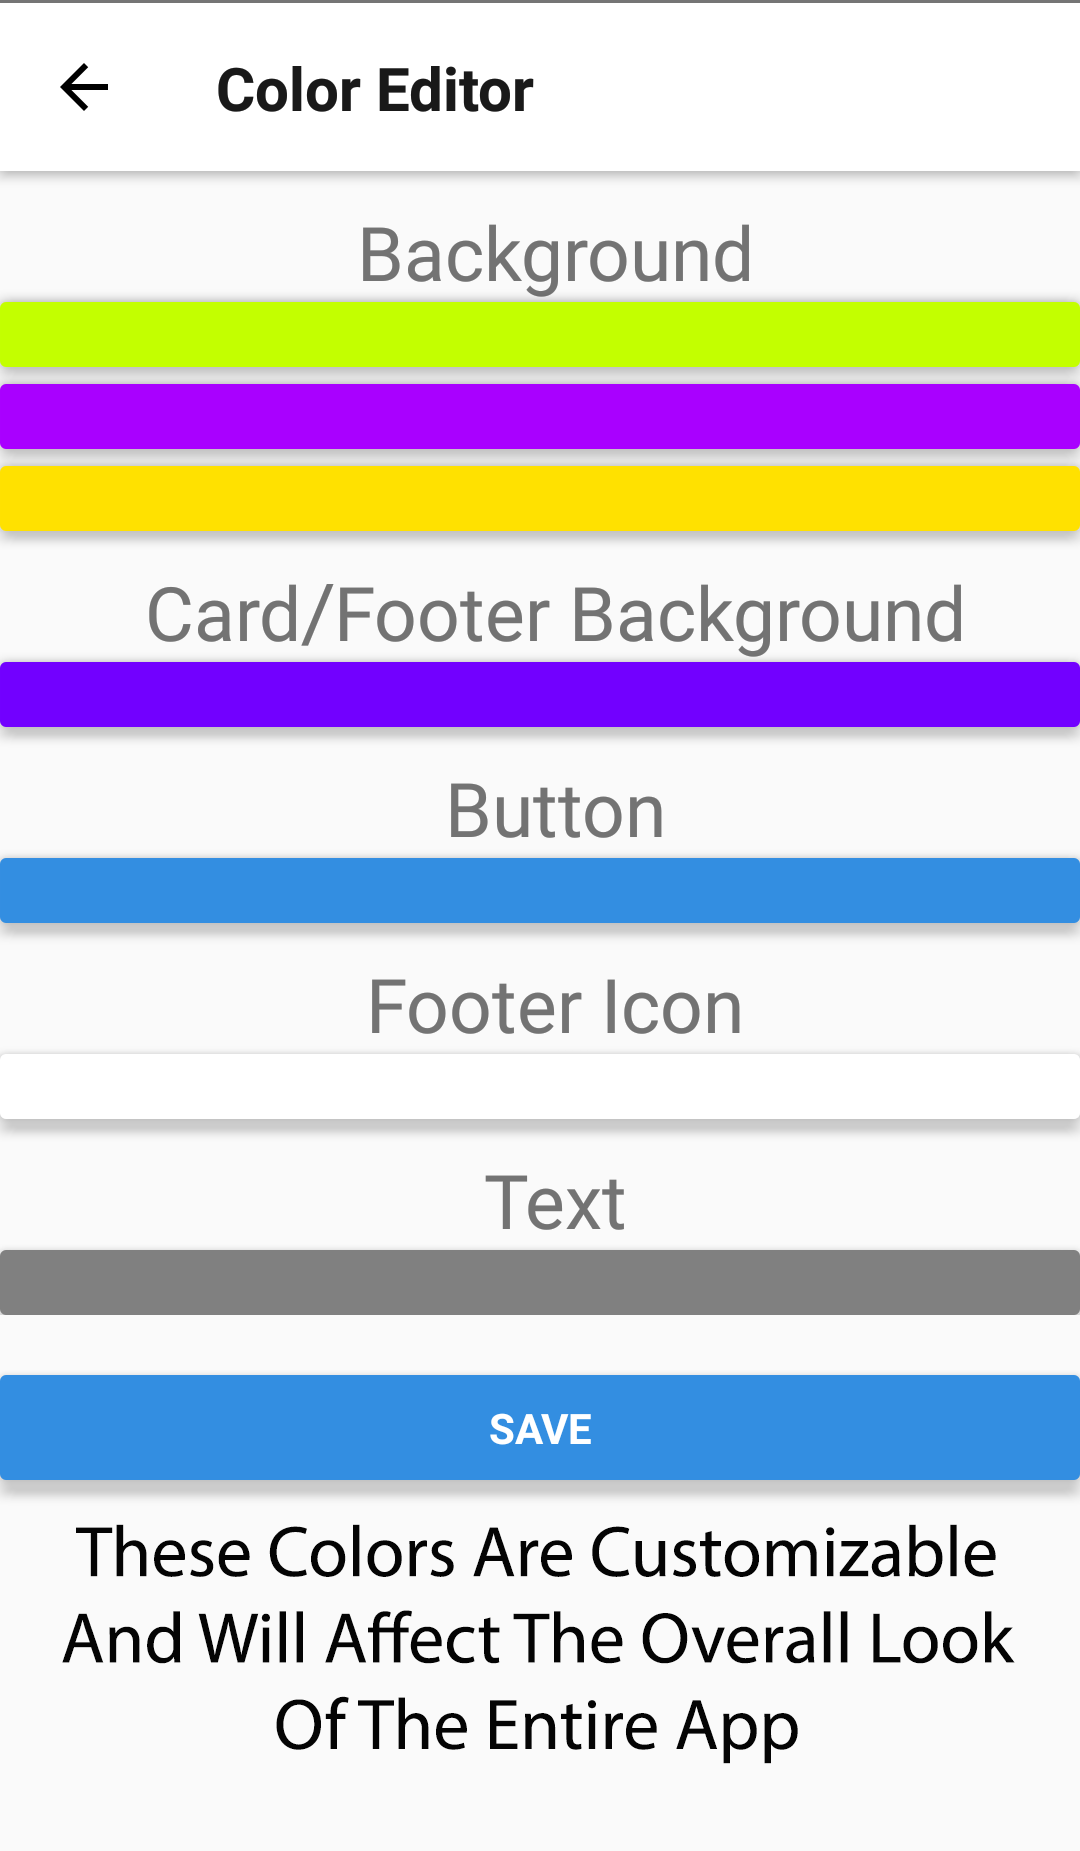 Color Editor
Background
Card/Footer Background
Button
Footer Icon
Text
SAVE
These Colors Are Customizable
And Will Affect The Overall Look
Of The Entire App